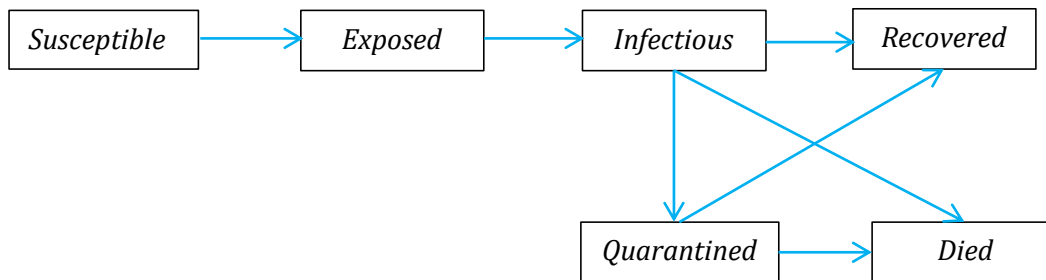 Susceptible
Exposed
Infectious
Recovered
Quarantined
Died